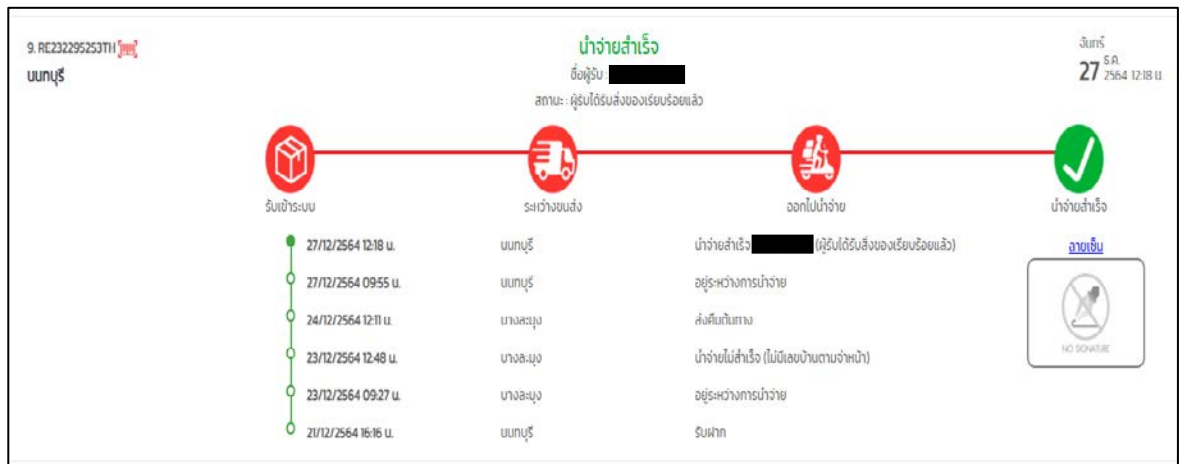 9. RE232295253TH
นนทบุรี
นำจ่ายสำเร็จ
ชื่อผู้รับ :
สถานะ : ผู้รับได้รับสิ่งของเรียบร้อยแล้ว
จันทร์
27 ธ.ค. 2564 12:18 น.
รับเข้าระบบ
ระหว่างขนส่ง
ออกไปนำจ่าย
นำจ่ายสำเร็จ
27/12/2564 12:18 น. นนทบุรี นำจ่ายสำเร็จ (ผู้รับได้รับสิ่งของเรียบร้อยแล้ว)
ลายเซ็น
27/12/2564 09:55 น. นนทบุรี อยู่ระหว่างการนำจ่าย
24/12/2564 12:11 น. บางละมุง ส่งคืนต้นทาง
23/12/2564 12:48 น. บางละมุง นำจ่ายไม่สำเร็จ (ไม่มีเลขบ้านตามจ่าหน้า)
NO SIGNATURE
23/12/2564 09:27 น. บางละมุง อยู่ระหว่างการนำจ่าย
21/12/2564 16:16 น. นนทบุรี รับฝาก